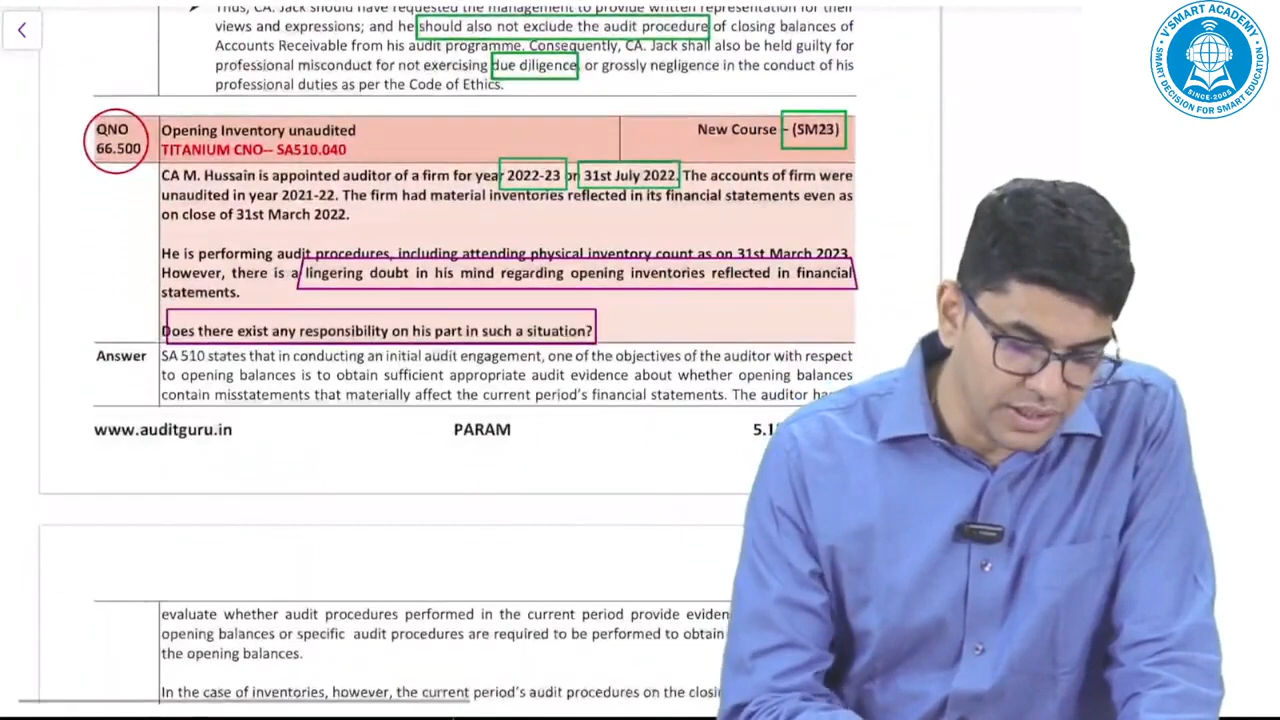 Thus, CA. Jack should have requested the management to provide written representation for their
views and expressions; and he should also not exclude the audit procedure of closing balances of
Accounts Receivable from his audit programme. Consequently, CA. Jack shall also be held guilty for
professional misconduct for not exercising due diligence, or grossly negligence in the conduct of his
professional duties as per the Code of Ethics.
QNO
66.500
Opening Inventory unaudited
TITANIUM CNO-- SA510.040
New Course - (SM23)
CA M. Hussain is appointed auditor of a firm for year 2022-23 on 31st July 2022. The accounts of firm were
unaudited in year 2021-22. The firm had material inventories reflected in its financial statements even as
on close of 31st March 2022.
He is performing audit procedures, including attending physical inventory count as on 31st March 2023.
However, there is a lingering doubt in his mind regarding opening inventories reflected in financial
statements.
Does there exist any responsibility on his part in such a situation?
Answer
SA 510 states that in conducting an initial audit engagement, one of the objectives of the auditor with respect
to opening balances is to obtain sufficient appropriate audit evidence about whether opening balances
contain misstatements that materially affect the current period's financial statements. The auditor
www.auditguru.in
PARAM
evaluate whether audit procedures performed in the current period provide
opening balances or specific audit procedures are required to be performed to obtain
the opening balances.
In the case of inventories, however, the current period's audit procedures on the
VSMART ACADEMY
SINCE-2005
SMART DECISION FOR SMART EDUCATION